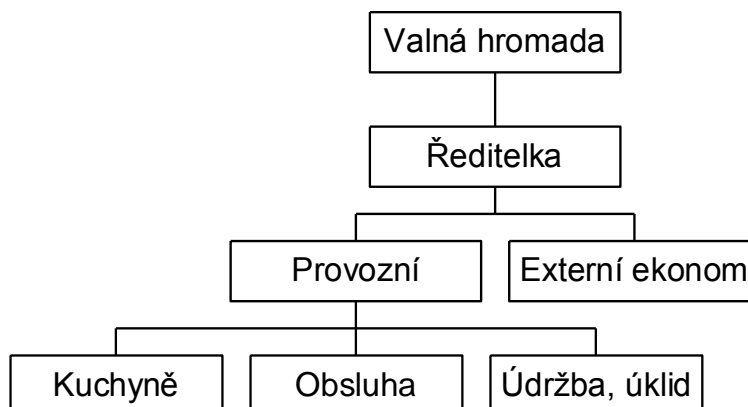 Valná hromada
Ředitelka
Provozní
Externí ekonom
Kuchyně
Obsluha
Údržba, úklid